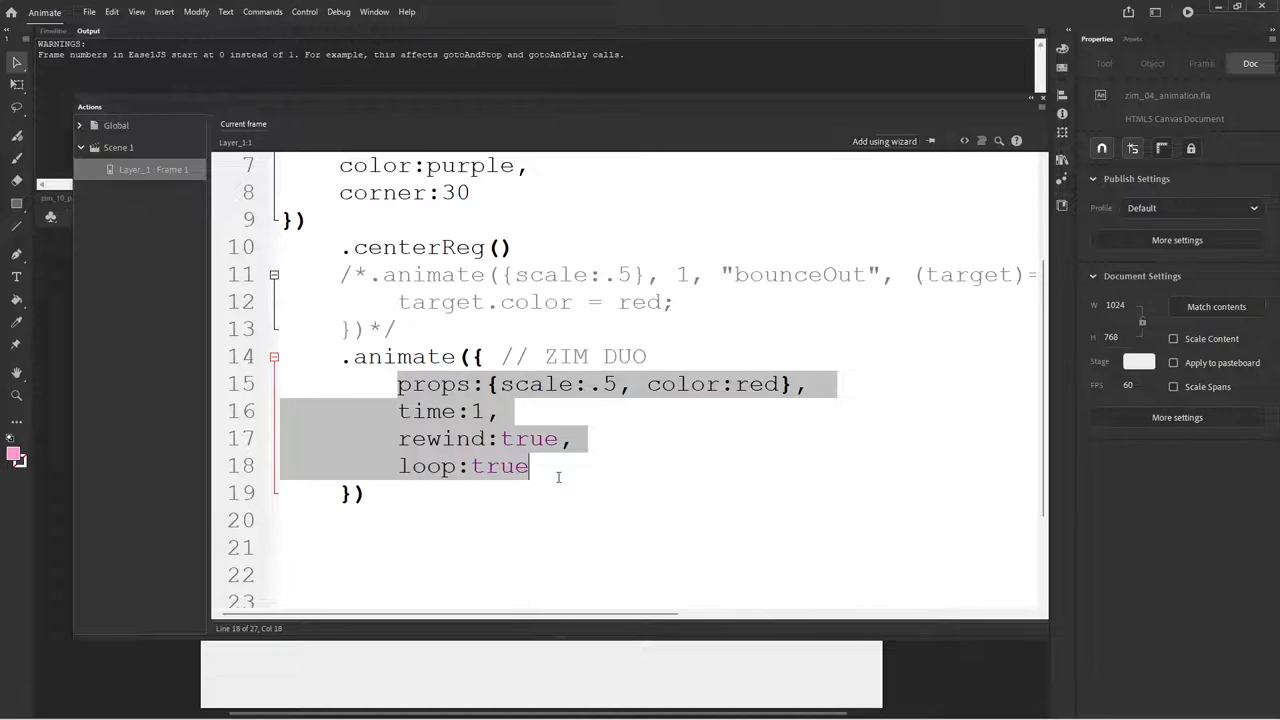 Animate File Edit View Insert Modify Text Commands Control Debug Window Help
Timeline Output
WARNINGS:
Frame numbers in EaselJS start at 0 instead of 1. For example, this affects gotoAndStop and gotoAndPlay calls.
Actions
Global
Scene 1
Layer_1 : Frame 1
Current frame
Layer_1:1
Add using wizard
7 color:purple,
8 corner:30
9 })
10 .centerReg()
11 /*.animate({scale:.5}, 1, "bounceOut", (target)=
12 target.color = red;
13 })*/
14 .animate({ // ZIM DUO
15 props:{scale:.5, color:red},
16 time:1,
17 rewind:true,
18 loop:true
19 })
20
21
22
23
Line 18 of 27, Col 18
Properties Assets
Tool Object Frame Doc
An zim_04_animation.fla
HTML5 Canvas Document
Publish Settings
Profile Default
More settings
Document Settings
W 1024 Match contents
H 768 Scale Content
Stage Apply to pasteboard
FPS 60 Scale Spans
More settings